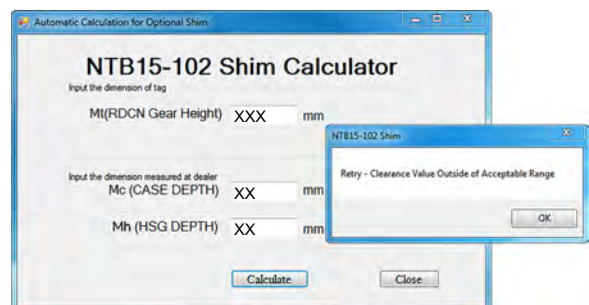 Automatic Calculation for Optional Shim
NTB15-102 Shim Calculator
Input the dimension of tag
Mt(RDCN Gear Height) XXX mm
NTB15-102 Shim
Retry - Clearance Value Outside of Acceptable Range
OK
Input the dimension measured at dealer
Mc (CASE DEPTH) XX mm
Mh (HSG DEPTH) XX mm
Calculate Close